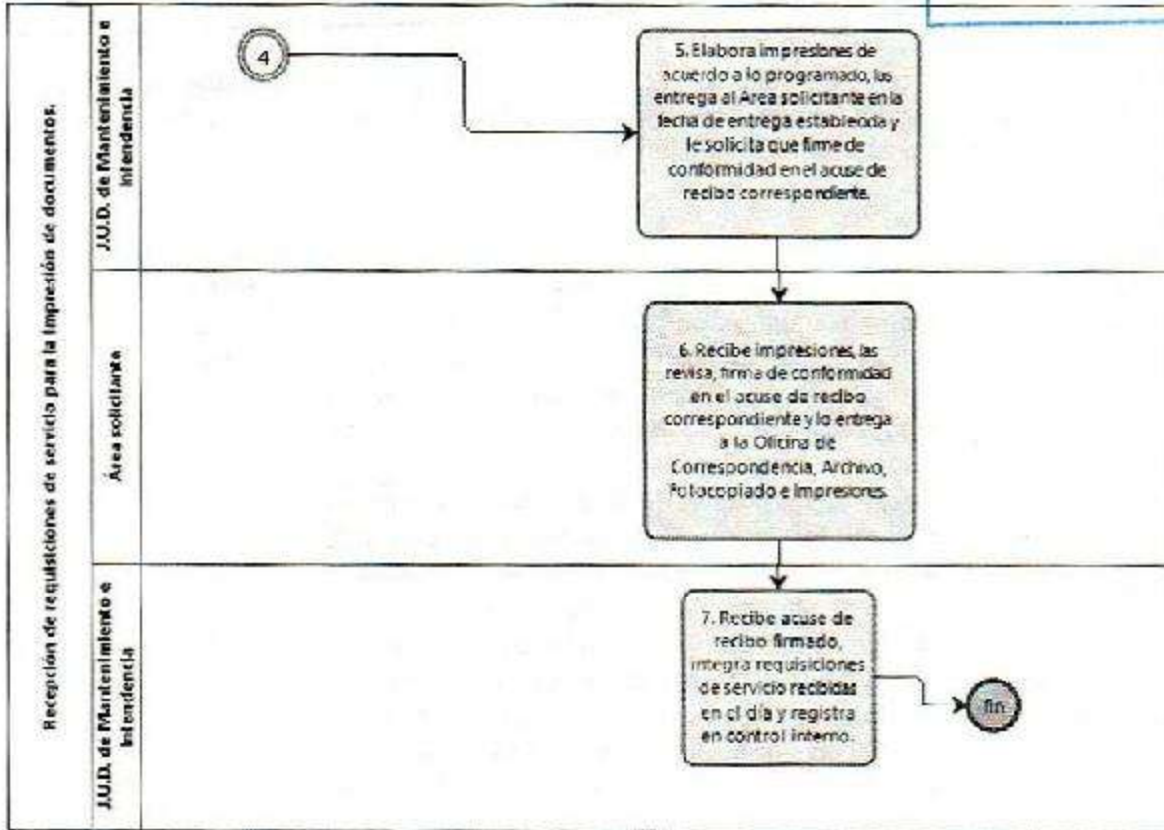 Recepción de requisiciones de servicio para la impresión de documentos.
J.U.D. de Mantenimiento e
Intendencia
4
5. Elabora impresiones de
acuerdo a lo programado, las
entrega al Area solicitante en la
fecha de entrega establecida y
le solicita que firme de
conformidad en el acuse de
recibo correspondiente.
Área solicitante
6. Recibe impresiones, las
revisa, firma de conformidad
en el acuse de recibo
correspondiente y lo entrega
a la Oficina de
Correspondencia, Archivo,
Fotocopiado e Impresiones.
J.U.D. de Mantenimiento e
Intendencia
7. Recibe acuse de
recibo firmado,
integra requisiciones
de servicio recibidas
en el día y registra
en control interno.
fin